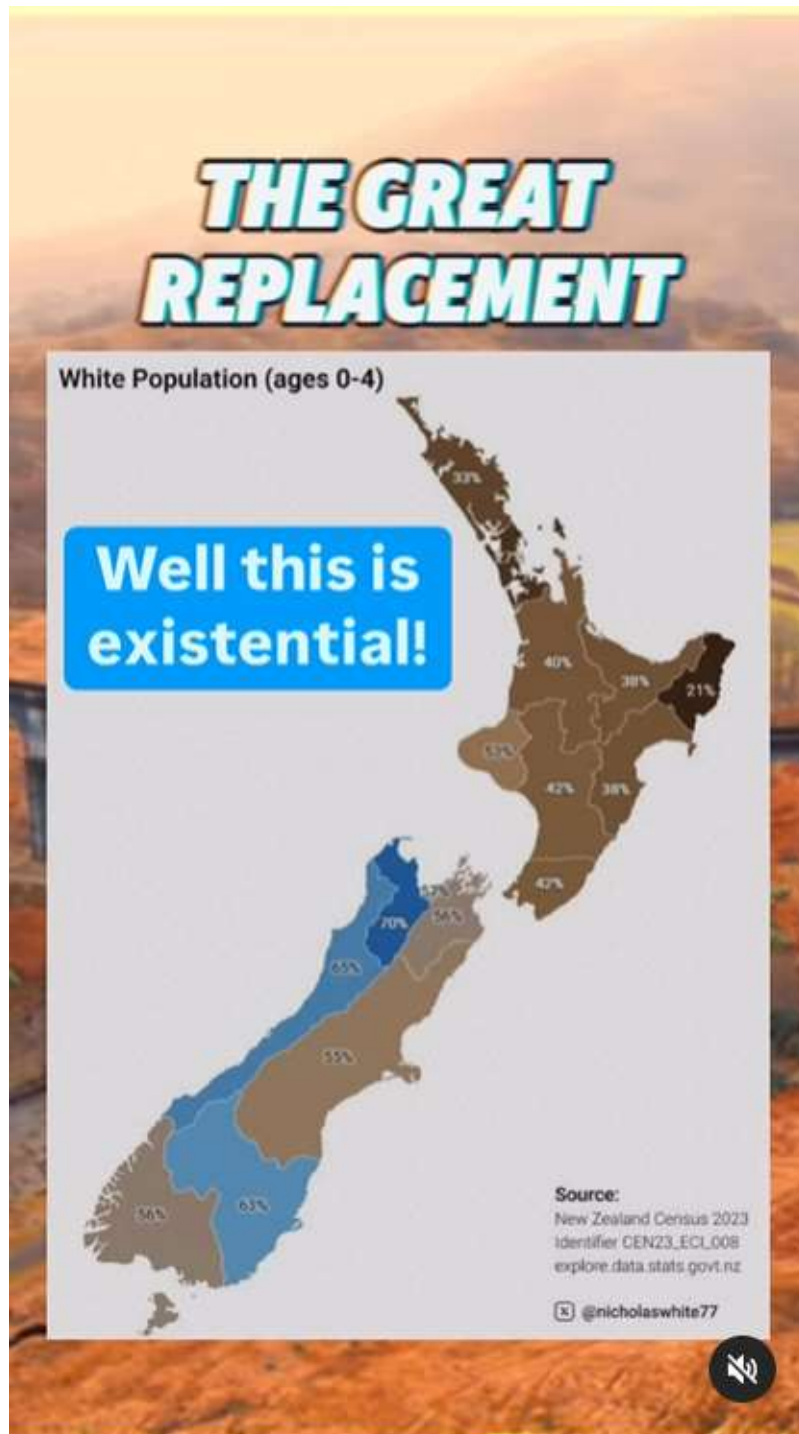 THE GREAT
REPLACEMENT
White Population (ages 0-4)
Well this is
existential!
33%
40%
38%
21%
42%
38%
42%
70%
56%
65%
55%
56%
63%
Source:
New Zealand Census 2023
Identifier CEN23_ECI_008
explore.data.stats.govt.nz
@nicholaswhite77